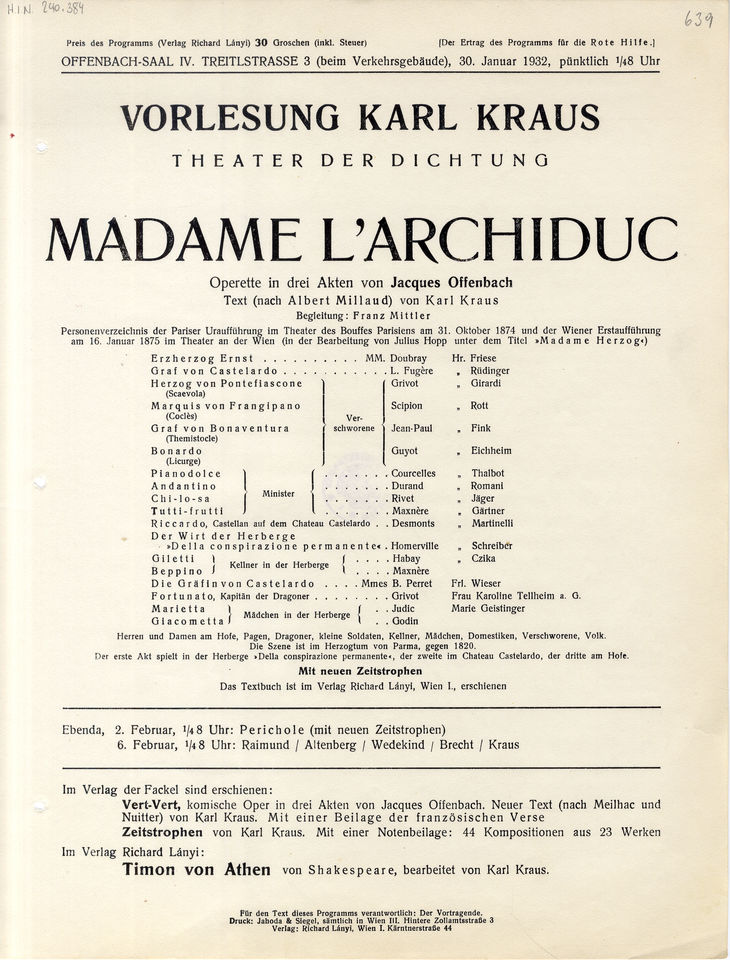 H.I.N. 240.384
639
Preis des Programms (Verlag Richard Lányi) 30 Groschen (inkl. Steuer) [Der Ertrag des Programms für die Rote Hilfe.]
OFFENBACH-SAAL IV. TREITLSTRASSE 3 (beim Verkehrsgebäude), 30. Januar 1932, pünktlich 1/48 Uhr
VORLESUNG KARL KRAUS
THEATER DER DICHTUNG
MADAME L'ARCHIDUC
Operette in drei Akten von Jacques Offenbach
Text (nach Albert Millaud) von Karl Kraus
Begleitung: Franz Mittler
Personenverzeichnis der Pariser Uraufführung im Theater des Bouffes Parisiens am 31. Oktober 1874 und der Wiener Erstaufführung
am 16. Januar 1875 im Theater an der Wien (in der Bearbeitung von Julius Hopp unter dem Titel »Madame Herzog«)
Erzherzog Ernst . . . . . . . . . . MM. Doubray Hr. Friese
Graf von Castelardo . . . . . . . . . . . L. Fugère „ Rüdinger
Herzog von Pontefiascone Grivot „ Girardi
(Scaevola)
Marquis von Frangipano Scipion „ Rott
(Coclès) Ver-
Graf von Bonaventura schworene Jean-Paul „ Fink
(Themistocle)
Bonardo Guyot „ Eichheim
(Licurge)
Pianodolce . . . . . . . Courcelles „ Thalbot
Andantino . . . . . . . Durand „ Romani
Minister
Chi-lo-sa . . . . . . . Rivet „ Jäger
Tutti-frutti . . . . . . . Maxnère „ Gärtner
Riccardo, Castellan auf dem Chateau Castelardo . . Desmonts „ Martinelli
Der Wirt der Herberge
»Della conspirazione permanente« . Homerville „ Schreiber
Giletti . . . . Habay „ Czika
Kellner in der Herberge
Beppino . . . . Maxnère
Die Gräfin von Castelardo . . . . Mmes B. Perret Frl. Wieser
Fortunato, Kapitän der Dragoner . . . . . . . . Grivot Frau Karoline Tellheim a. G.
Marietta . . Judic Marie Geistinger
Mädchen in der Herberge
Giacometta . . Godin
Herren und Damen am Hofe, Pagen, Dragoner, kleine Soldaten, Kellner, Mädchen, Domestiken, Verschworene, Volk.
Die Szene ist im Herzogtum von Parma, gegen 1820.
Der erste Akt spielt in der Herberge »Della conspirazione permanente«, der zweite im Chateau Castelardo, der dritte am Hofe.
Mit neuen Zeitstrophen
Das Textbuch ist im Verlag Richard Lányi, Wien I., erschienen
Ebenda, 2. Februar, 1/48 Uhr: Perichole (mit neuen Zeitstrophen)
6. Februar, 1/48 Uhr: Raimund / Altenberg / Wedekind / Brecht / Kraus
Im Verlag der Fackel sind erschienen:
Vert-Vert, komische Oper in drei Akten von Jacques Offenbach. Neuer Text (nach Meilhac und
Nuitter) von Karl Kraus. Mit einer Beilage der französischen Verse
Zeitstrophen von Karl Kraus. Mit einer Notenbeilage: 44 Kompositionen aus 23 Werken
Im Verlag Richard Lányi:
Timon von Athen von Shakespeare, bearbeitet von Karl Kraus.
Für den Text dieses Programms verantwortlich: Der Vortragende.
Druck: Jahoda & Siegel, sämtlich in Wien III. Hintere Zollamtsstraße 3
Verlag: Richard Lányi, Wien I. Kärntnerstraße 44